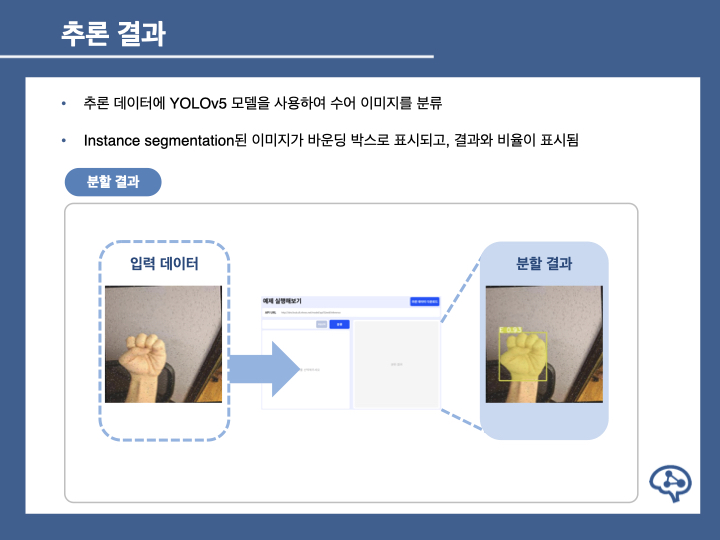 추론 결과
• 추론 데이터에 YOLOv5 모델을 사용하여 수어 이미지를 분류
• Instance segmentation된 이미지가 바운딩 박스로 표시되고, 결과와 비율이 표시됨
분할 결과
입력 데이터
분할 결과
예제 실행해보기
API URL